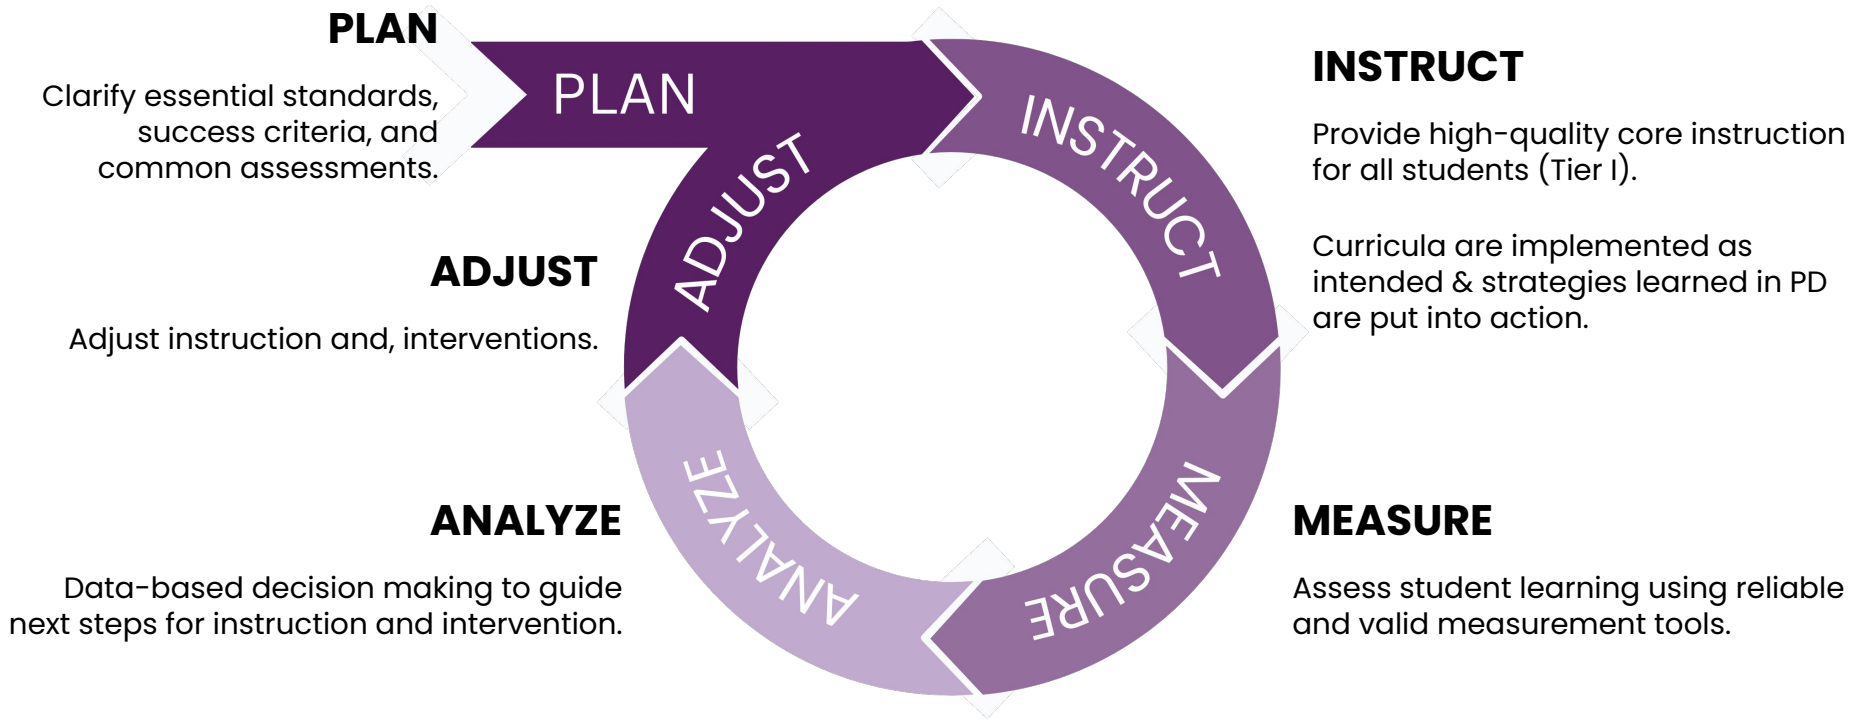 PLAN
Clarify essential standards,
success criteria, and
common assessments.
PLAN
INSTRUCT
INSTRUCT
Provide high-quality core instruction
for all students (Tier I).
Curricula are implemented as
intended & strategies learned in PD
are put into action.
ADJUST
ADJUST
Adjust instruction and, interventions.
MEASURE
MEASURE
Assess student learning using reliable
and valid measurement tools.
ANALYZE
ANALYZE
Data-based decision making to guide
next steps for instruction and intervention.